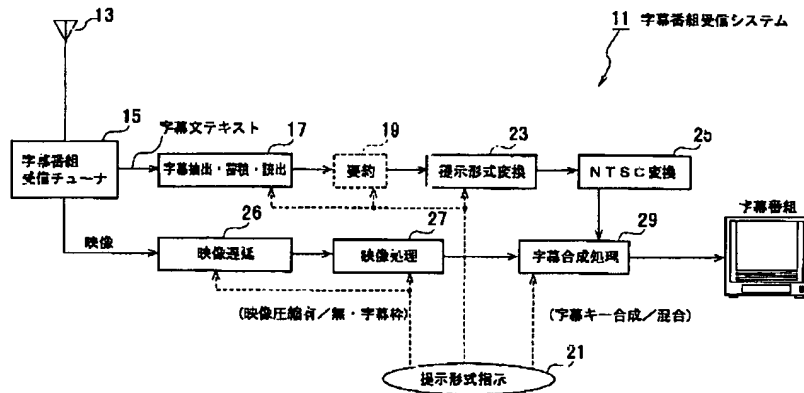 11 字幕番組受信システム
13
15
字幕文テキスト
17
19
23
25
字幕番組
受信チューナ
字幕抽出・蓄積・読出
要約
提示形式変換
NTSC変換
字幕番組
映像
26
27
29
映像遅延
映像処理
字幕合成処理
(映像圧縮有/無・字幕枠)
(字幕キー合成/混合)
21
提示形式指示